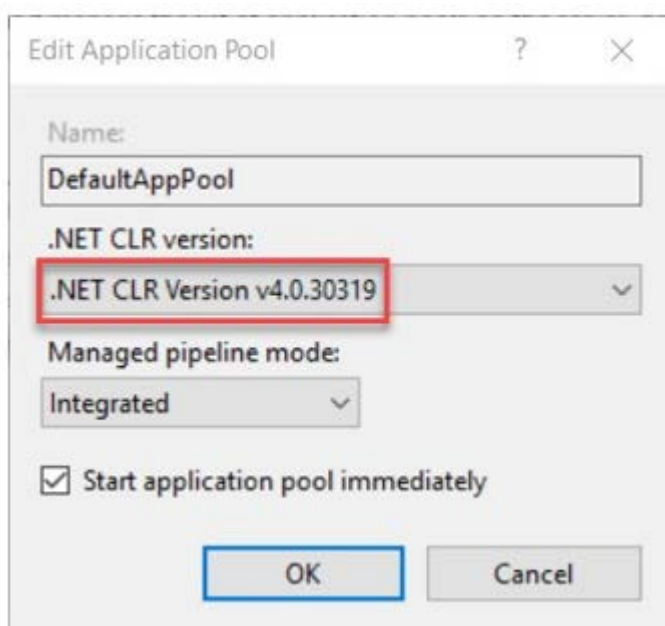 Edit Application Pool ?
Name:
DefaultAppPool
.NET CLR version:
.NET CLR Version v4.0.30319
Managed pipeline mode:
Integrated
Start application pool immediately
OK Cancel